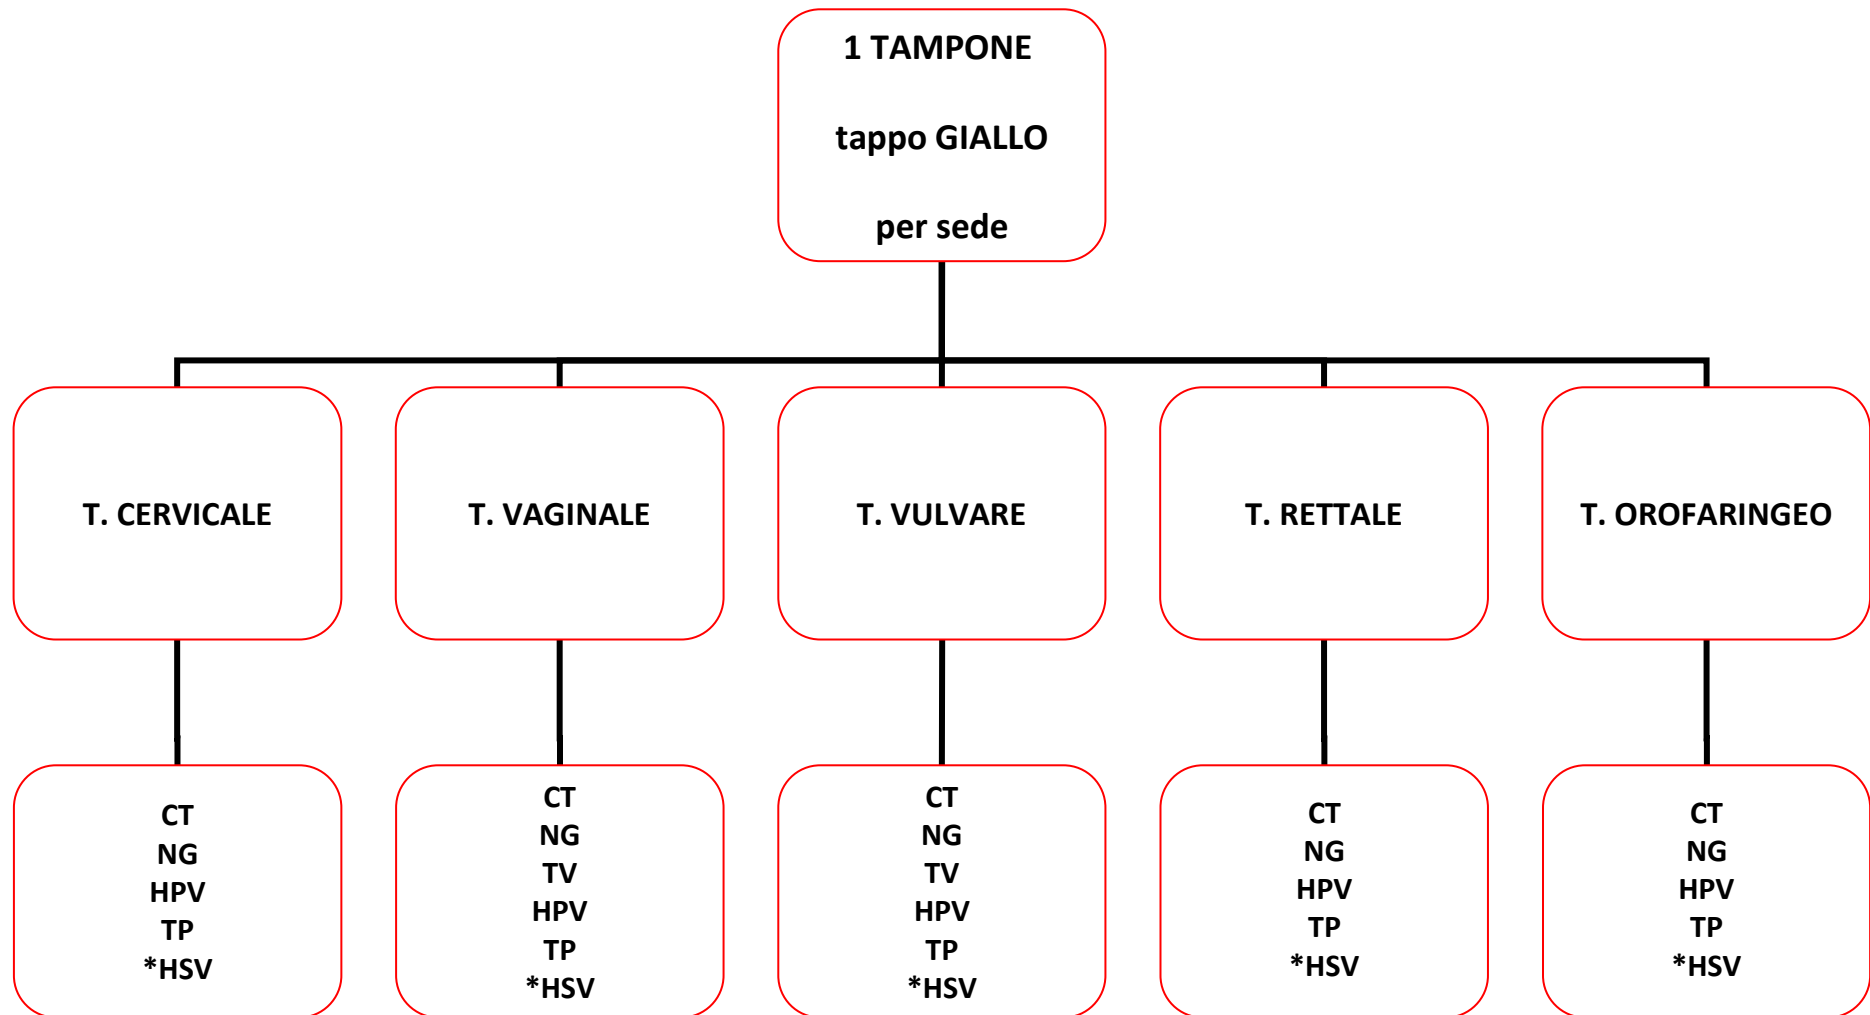 1 TAMPONE
tappo GIALLO
per sede
T. CERVICALE
T. VAGINALE
T. VULVARE
T. RETTALE
T. OROFARINGEO
CT
NG
HPV
TP
*HSV
CT
NG
TV
HPV
TP
*HSV
CT
NG
TV
HPV
TP
*HSV
CT
NG
HPV
TP
*HSV
CT
NG
HPV
TP
*HSV